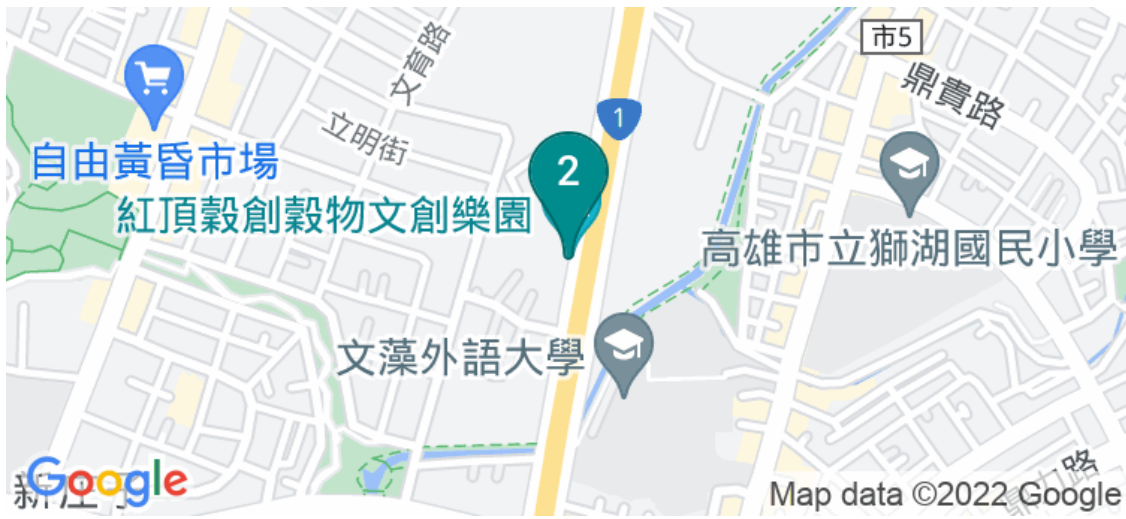 市5
鼎貴路
文育路
1
立明街
自由黃昏市場
2
紅頂穀創穀物文創樂園
高雄市立獅湖國民小學
文藻外語大學
Google
Map data ©2022 Google